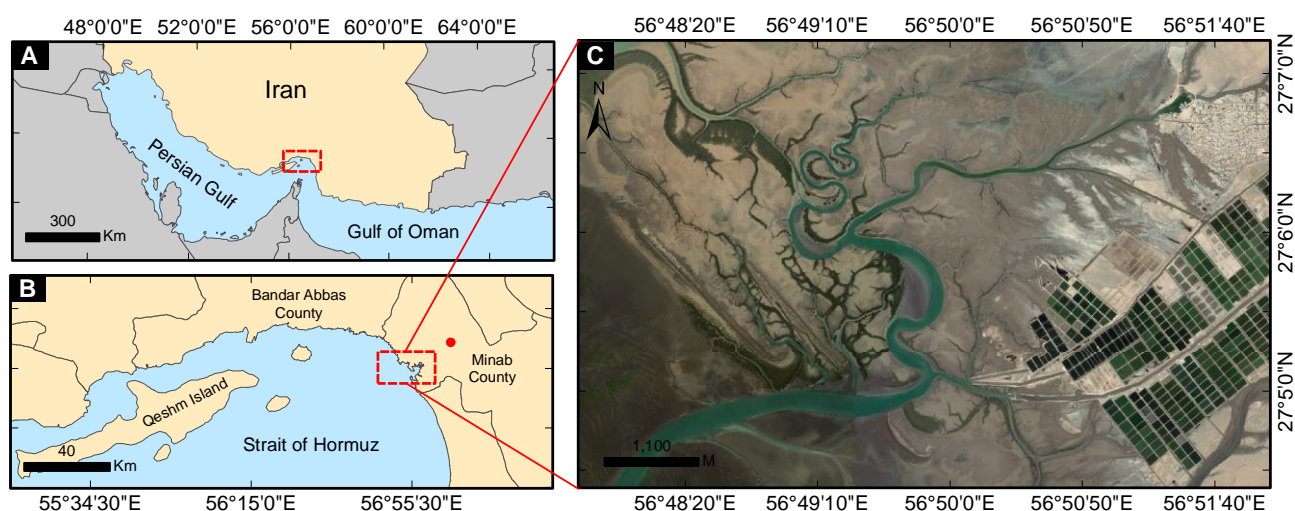 48°0'0"E 52°0'0"E 56°0'0"E 60°0'0"E 64°0'0"E
A
Iran
Persian Gulf
Gulf of Oman
300
Km
B
Bandar Abbas
County
Minab
County
Qeshm Island
Strait of Hormuz
40
Km
55°34'30"E 56°15'0"E 56°55'30"E
56°48'20"E 56°49'10"E 56°50'0"E 56°50'50"E 56°51'40"E
C
N
27°7'0"N
27°6'0"N
27°5'0"N
1,100
M
56°48'20"E 56°49'10"E 56°50'0"E 56°50'50"E 56°51'40"E